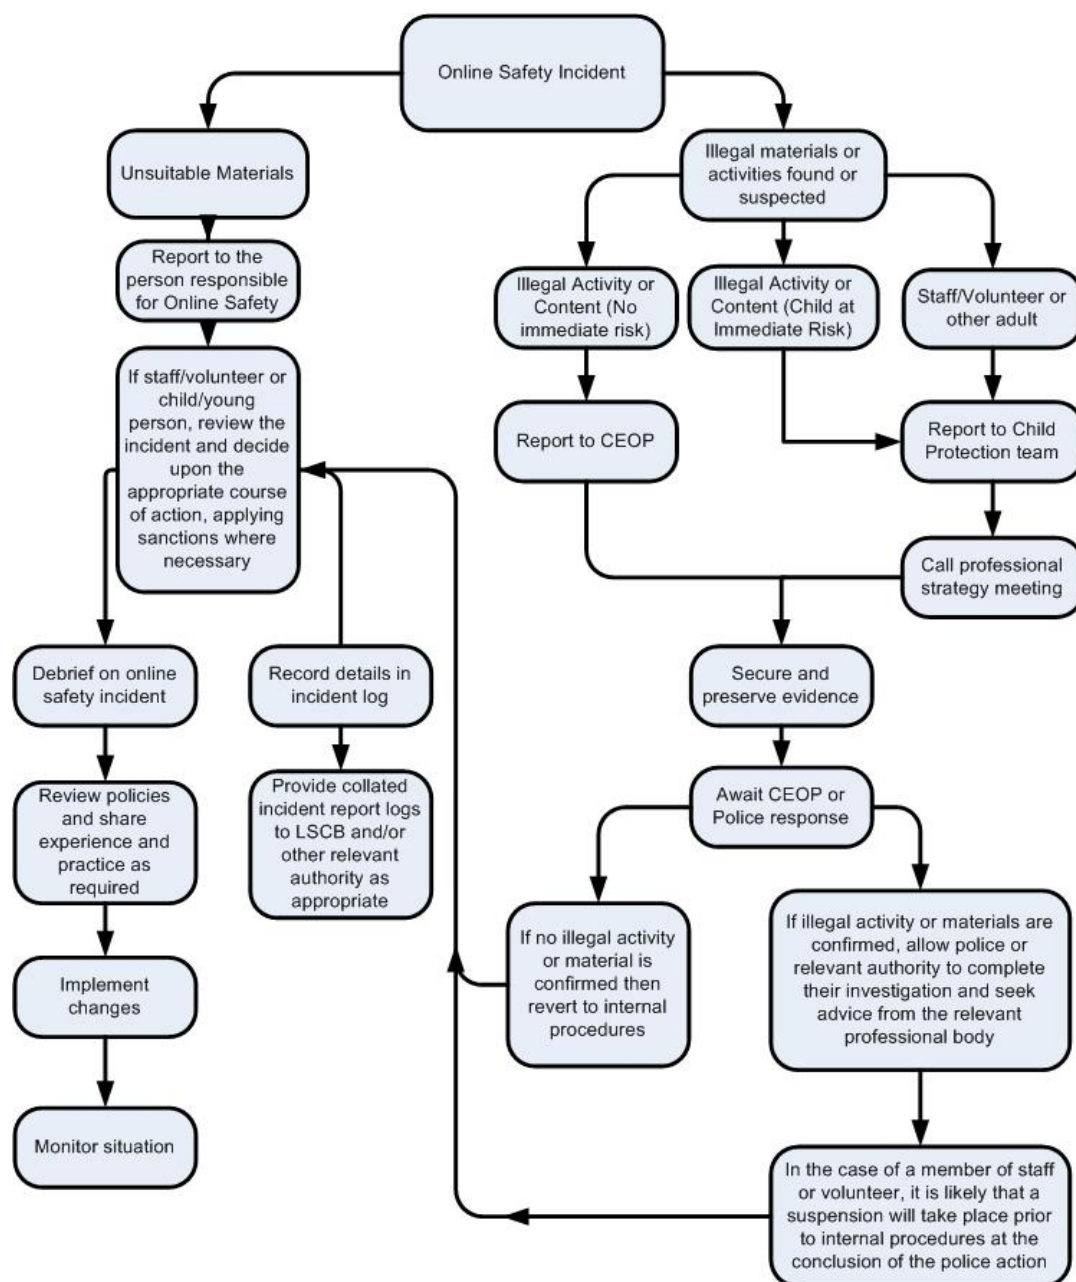 Online Safety Incident
Unsuitable Materials
Illegal materials or
activities found or
suspected
Report to the
person responsible
for Online Safety
Illegal Activity or
Content (No
immediate risk)
Illegal Activity or
Content (Child at
Immediate Risk)
Staff/Volunteer or
other adult
If staff/volunteer or
child/young
person, review the
incident and decide
upon the
appropriate course
of action, applying
sanctions where
necessary
Report to CEOP
Report to Child
Protection team
Call professional
strategy meeting
Debrief on online
safety incident
Record details in
incident log
Secure and
preserve evidence
Review policies
and share
experience and
practice as
required
Provide collated
incident report logs
to LSCB and/or
other relevant
authority as
appropriate
Await CEOP or
Police response
Implement
changes
If no illegal activity
or material is
confirmed then
revert to internal
procedures
If illegal activity or materials are
confirmed, allow police or
relevant authority to complete
their investigation and seek
advice from the relevant
professional body
Monitor situation
In the case of a member of staff
or volunteer, it is likely that a
suspension will take place prior
to internal procedures at the
conclusion of the police action